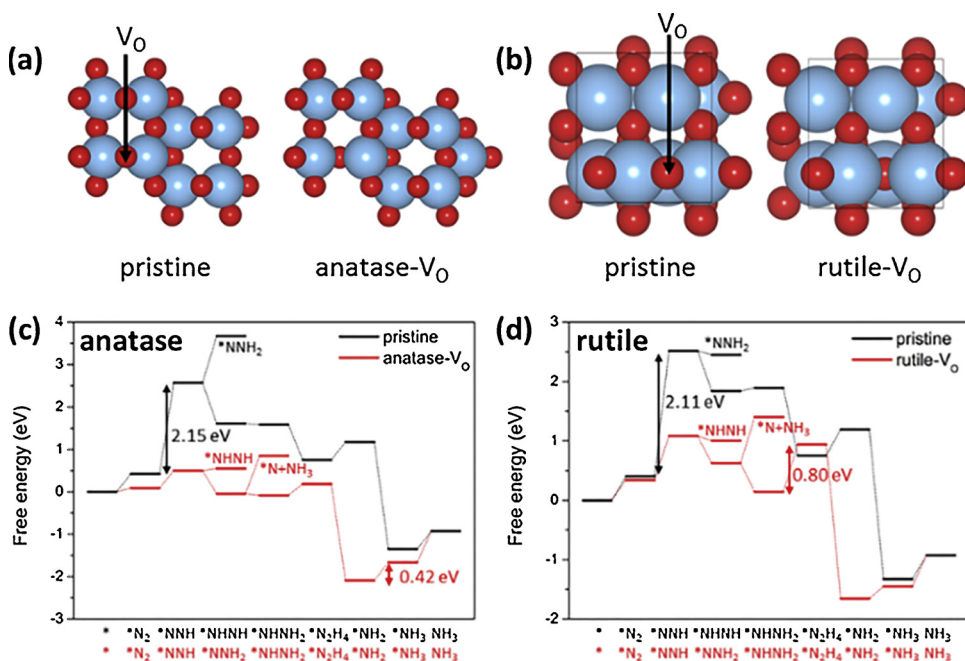 (a)
V_O
pristine
anatase-V_O
(b)
V_O
pristine
rutile-V_O
(c)
anatase
pristine
anatase-V_O
*NNH₂
2.15 eV
*NHNH
*N+NH₃
0.42 eV
Free energy (eV)
4
3
2
1
0
-1
-2
-3
* *N₂ *NNH *NHNH *NHNH₂ *N₂H₄ *NH₂ *NH₃ NH₃
* *N₂ *NNH *NNH₂ *NHNH₂ *N₂H₄ *NH₂ *NH₃ NH₃
(d)
rutile
pristine
rutile-V_O
*NNH₂
2.11 eV
*NHNH
*N+NH₃
0.80 eV
Free energy (eV)
3
2
1
0
-1
-2
* *N₂ *NNH *NHNH *NHNH₂ *N₂H₄ *NH₂ *NH₃ NH₃
* *N₂ *NNH *NNH₂ *NHNH₂ *N₂H₄ *NH₂ *NH₃ NH₃